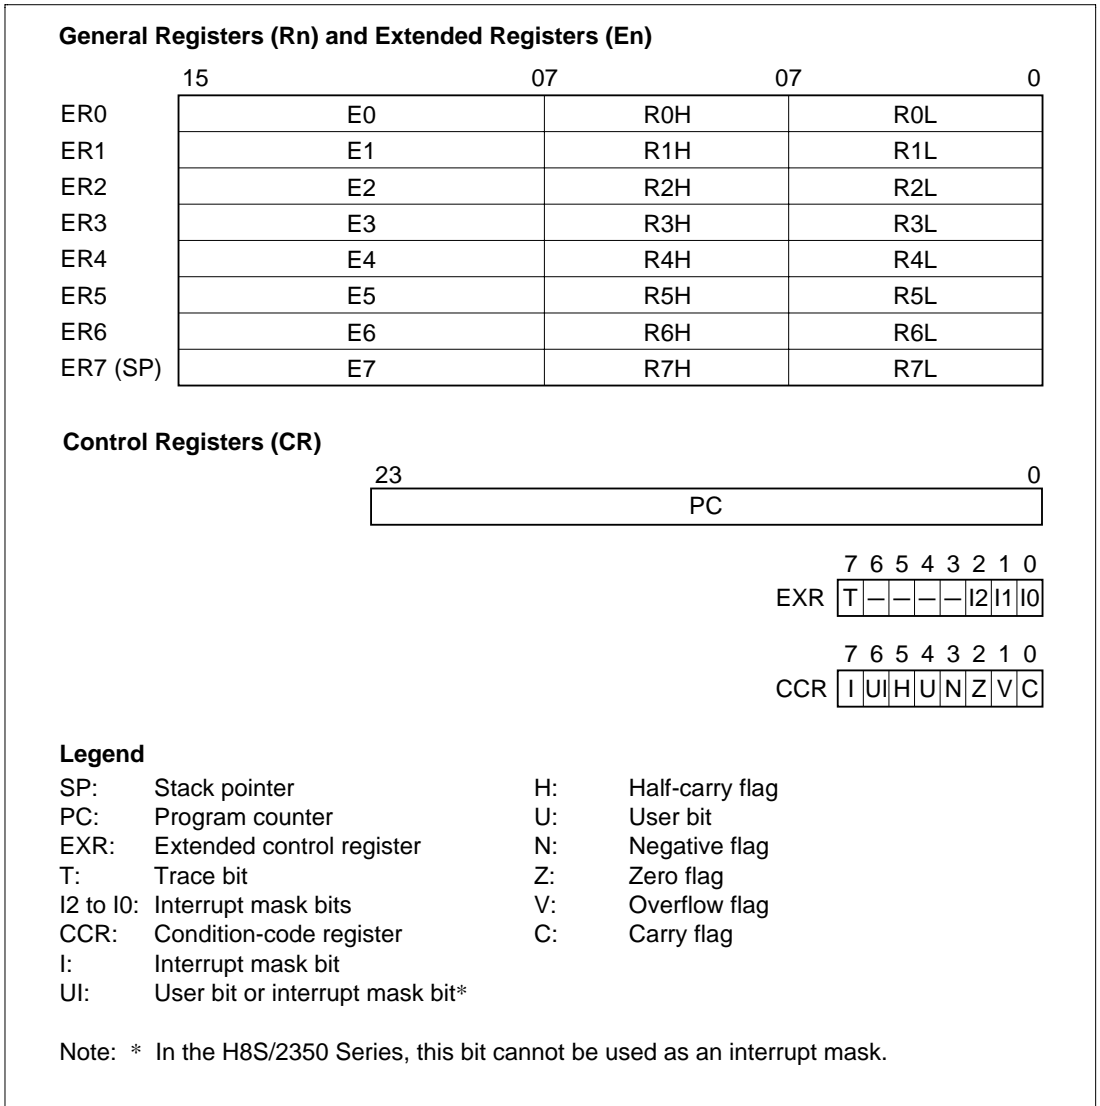 General Registers (Rn) and Extended Registers (En)
15 07 07 0
ER0 E0 R0H R0L
ER1 E1 R1H R1L
ER2 E2 R2H R2L
ER3 E3 R3H R3L
ER4 E4 R4H R4L
ER5 E5 R5H R5L
ER6 E6 R6H R6L
ER7 (SP) E7 R7H R7L
Control Registers (CR)
23 0
PC
7 6 5 4 3 2 1 0
EXR T — — — — I2 I1 I0
7 6 5 4 3 2 1 0
CCR I UI H U N Z V C
Legend
SP: Stack pointer H: Half-carry flag
PC: Program counter U: User bit
EXR: Extended control register N: Negative flag
T: Trace bit Z: Zero flag
I2 to I0: Interrupt mask bits V: Overflow flag
CCR: Condition-code register C: Carry flag
I: Interrupt mask bit
UI: User bit or interrupt mask bit*
Note: * In the H8S/2350 Series, this bit cannot be used as an interrupt mask.